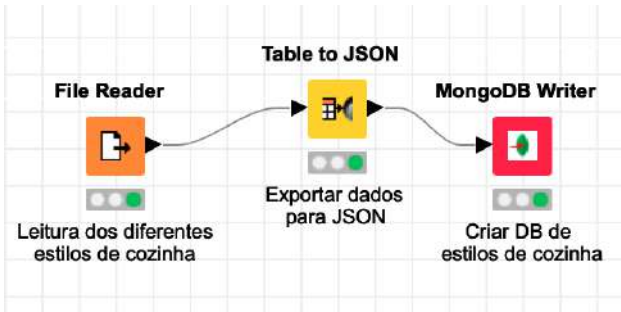 Table to JSON
File Reader
MongoDB Writer
Leitura dos diferentes
estilos de cozinha
Exportar dados
para JSON
Criar DB de
estilos de cozinha